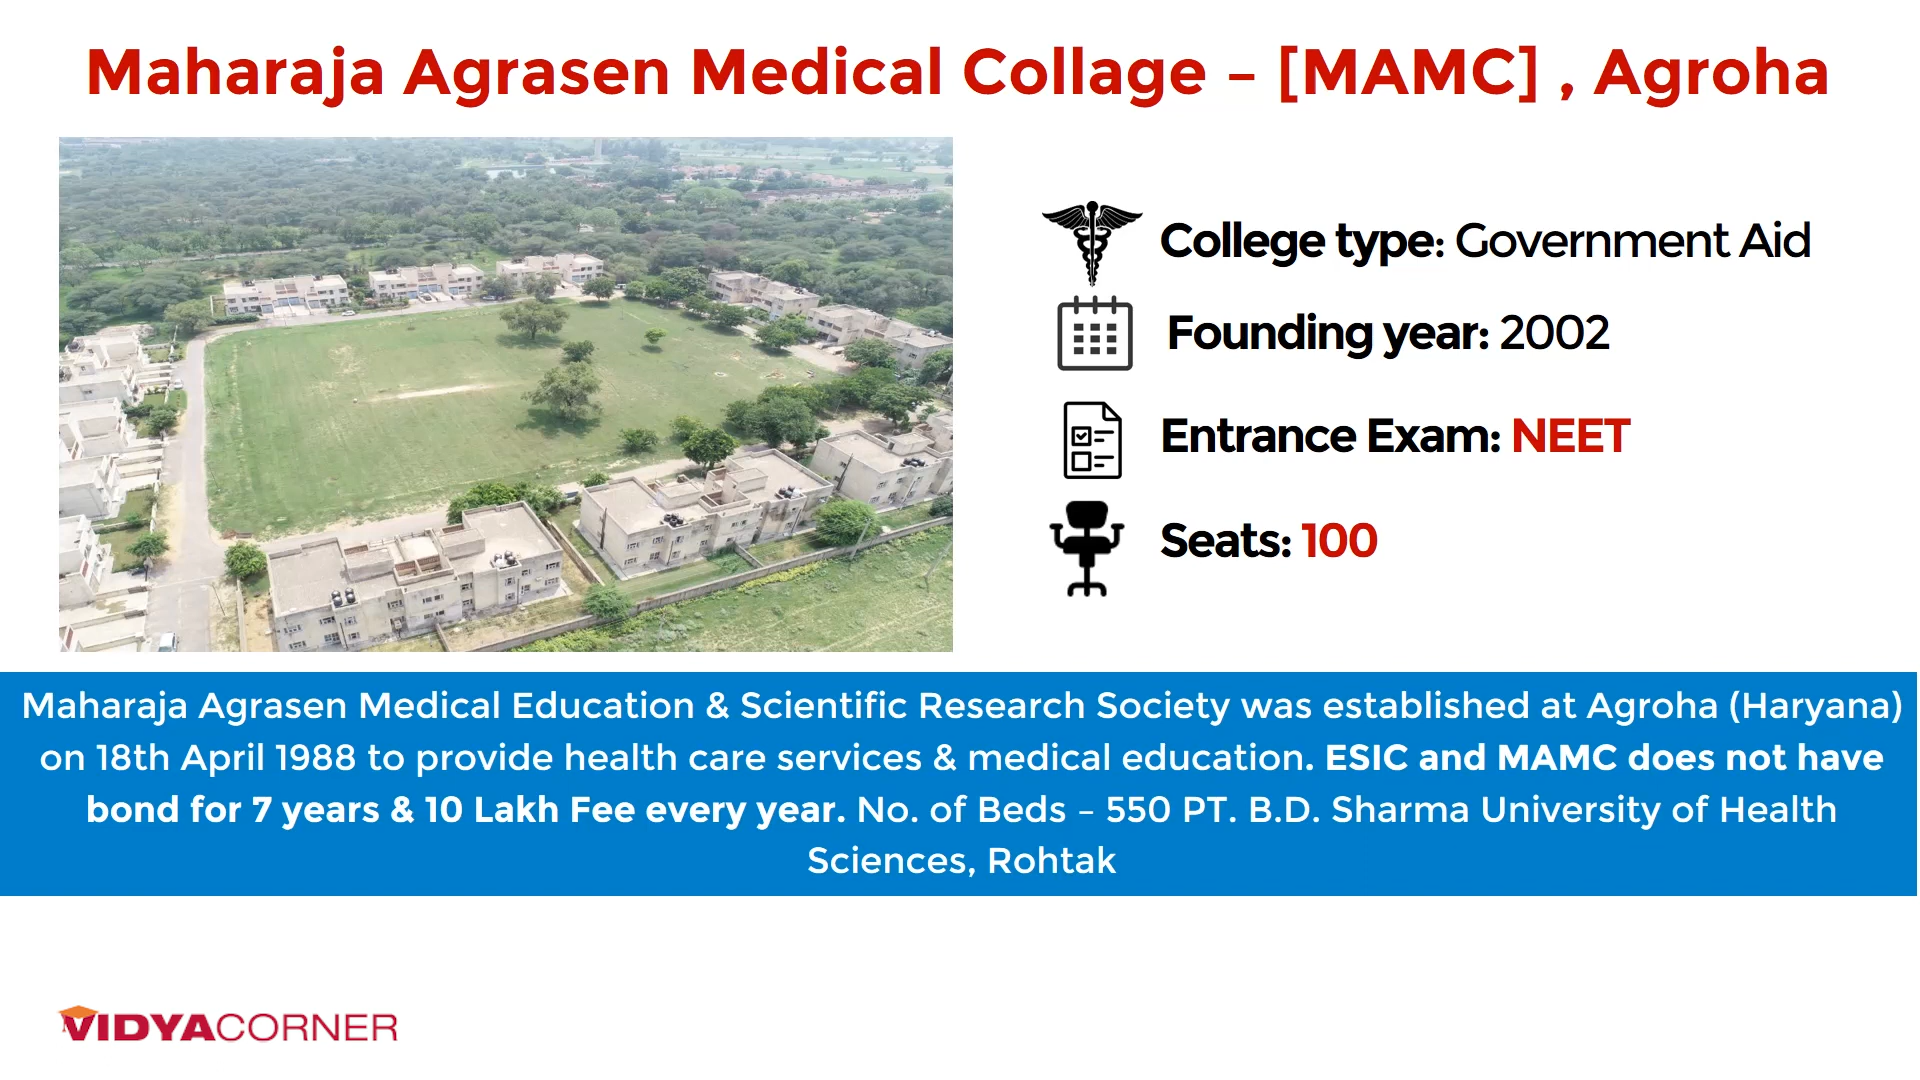 Maharaja Agrasen Medical Collage – [MAMC] , Agroha
College type: Government Aid
Founding year: 2002
Entrance Exam: NEET
Seats: 100
Maharaja Agrasen Medical Education & Scientific Research Society was established at Agroha (Haryana)
on 18th April 1988 to provide health care services & medical education. ESIC and MAMC does not have
bond for 7 years & 10 Lakh Fee every year. No. of Beds – 550 PT. B.D. Sharma University of Health
Sciences, Rohtak
VIDYACORNER